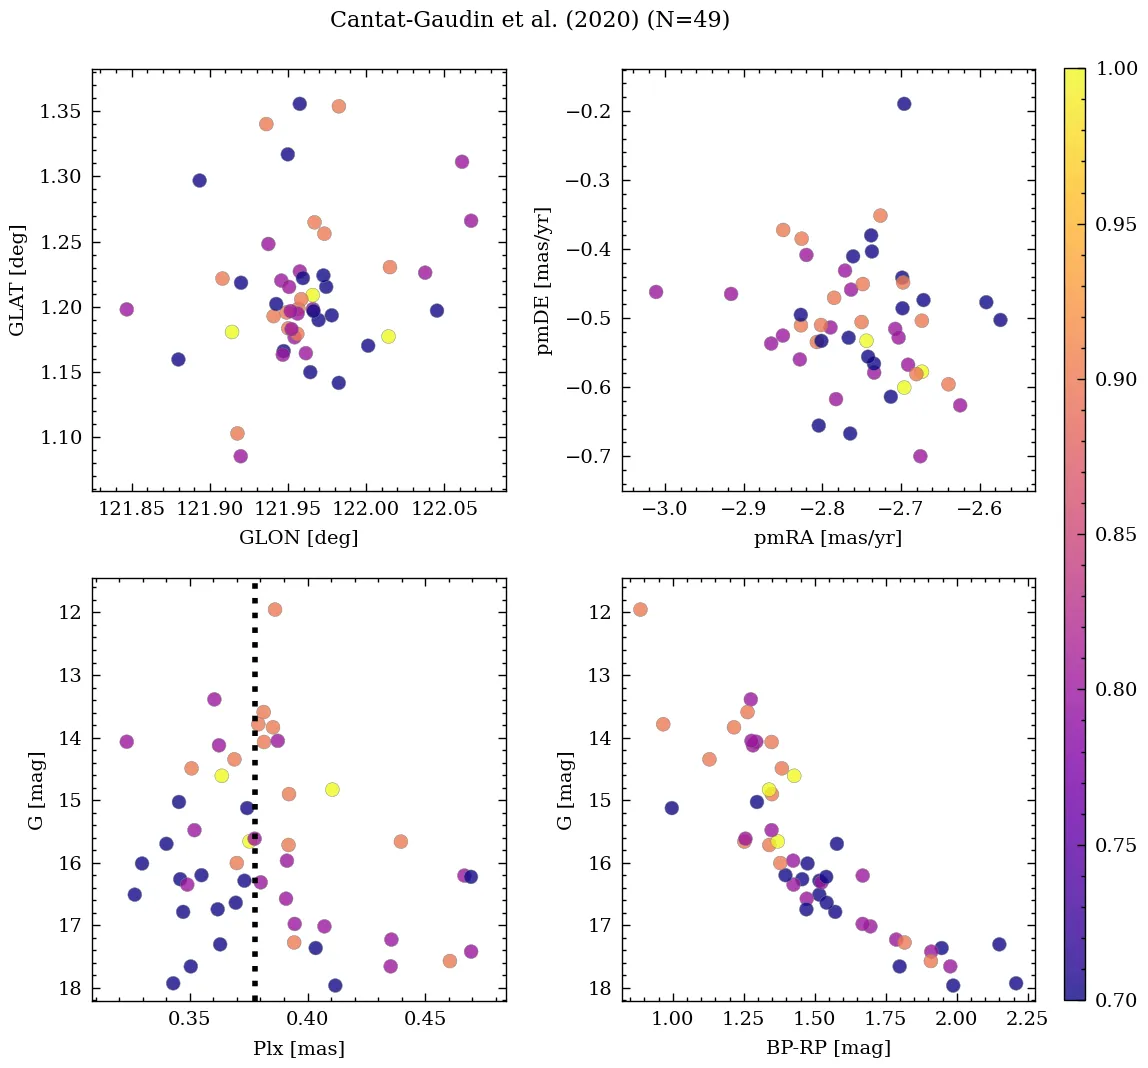 Cantat-Gaudin et al. (2020) (N=49)
1.35
1.30
1.25
1.20
1.15
1.10
GLAT [deg]
121.85 121.90 121.95 122.00 122.05
GLON [deg]
−0.2
−0.3
−0.4
−0.5
−0.6
−0.7
pmDE [mas/yr]
−3.0 −2.9 −2.8 −2.7 −2.6
pmRA [mas/yr]
12
13
14
15
16
17
18
G [mag]
0.35 0.40 0.45
Plx [mas]
12
13
14
15
16
17
18
G [mag]
1.00 1.25 1.50 1.75 2.00 2.25
BP-RP [mag]
1.00
0.95
0.90
0.85
0.80
0.75
0.70